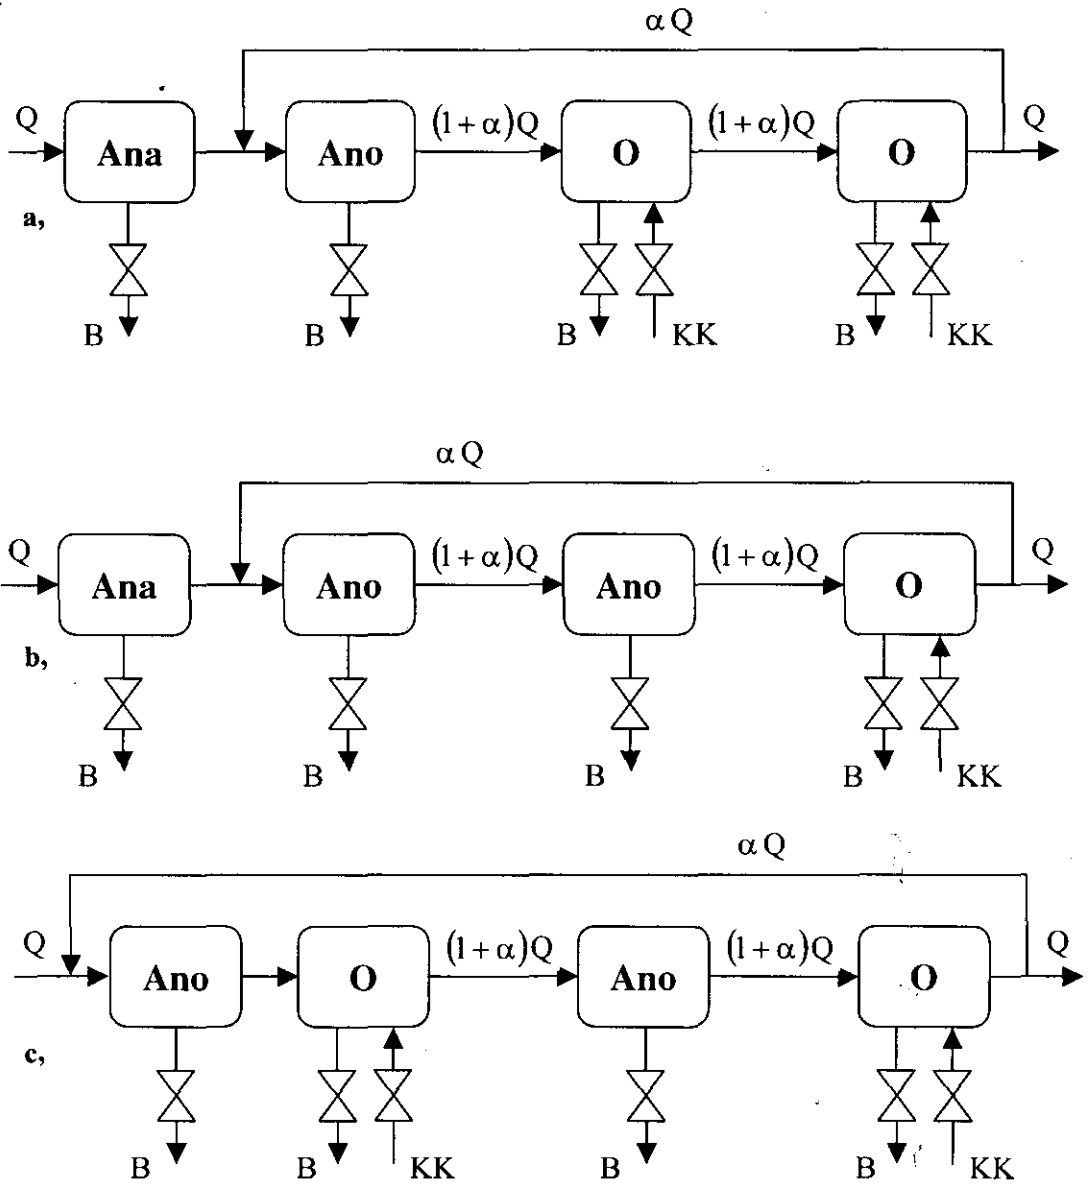 αQ
Q Ana Ano (1+α)Q O (1+α)Q O Q
a,
B B B KK B KK
αQ
Q Ana Ano (1+α)Q Ano (1+α)Q O Q
b,
B B B B KK
αQ
Q Ano O (1+α)Q Ano (1+α)Q O Q
c,
B B KK B B KK